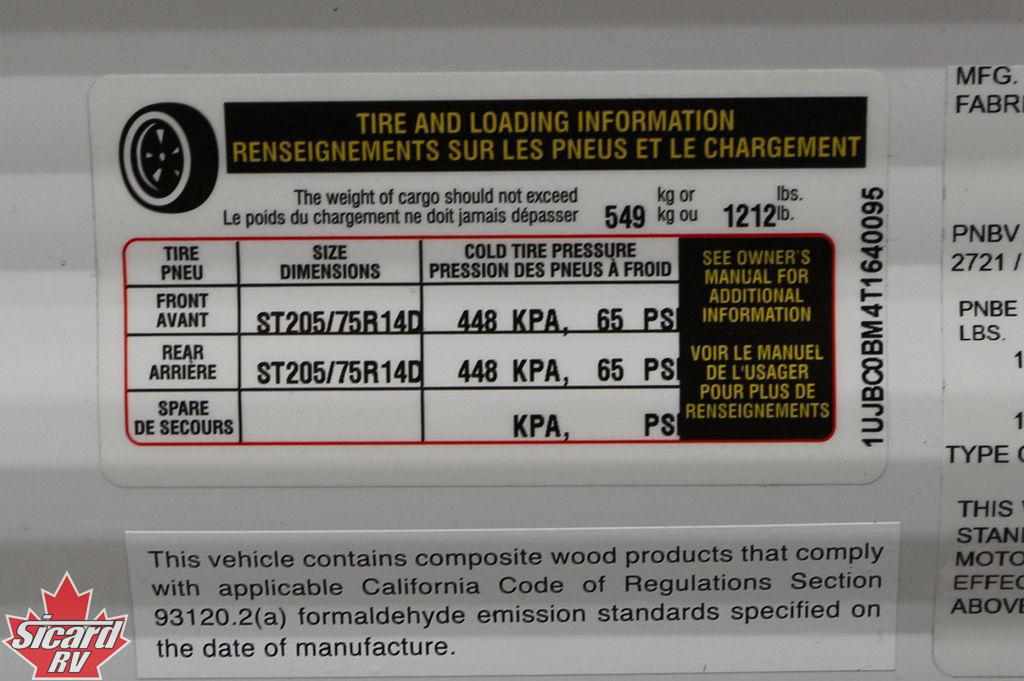 TIRE AND LOADING INFORMATION
RENSEIGNEMENTS SUR LES PNEUS ET LE CHARGEMENT
The weight of cargo should not exceed kg or lbs.
Le poids du chargement ne doit jamais dépasser 549 kg ou 1212 lb.
TIRE SIZE COLD TIRE PRESSURE
PNEU DIMENSIONS PRESSION DES PNEUS À FROID
FRONT
AVANT ST205/75R14D 448 KPA, 65 PSI
REAR
ARRIÈRE ST205/75R14D 448 KPA, 65 PSI
SPARE
DE SECOURS KPA, PSI
SEE OWNER'S
MANUAL FOR
ADDITIONAL
INFORMATION
VOIR LE MANUEL
DE L'USAGER
POUR PLUS DE
RENSEIGNEMENTS
1UJBC0BM4T1640095
This vehicle contains composite wood products that comply
with applicable California Code of Regulations Section
93120.2(a) formaldehyde emission standards specified on
the date of manufacture.
MFG.
FABRI
PNBV
2721 /
PNBE
LBS.
1
1
TYPE
THIS
STAN
MOTO
EFFEC
ABOVE
Sicard
RV